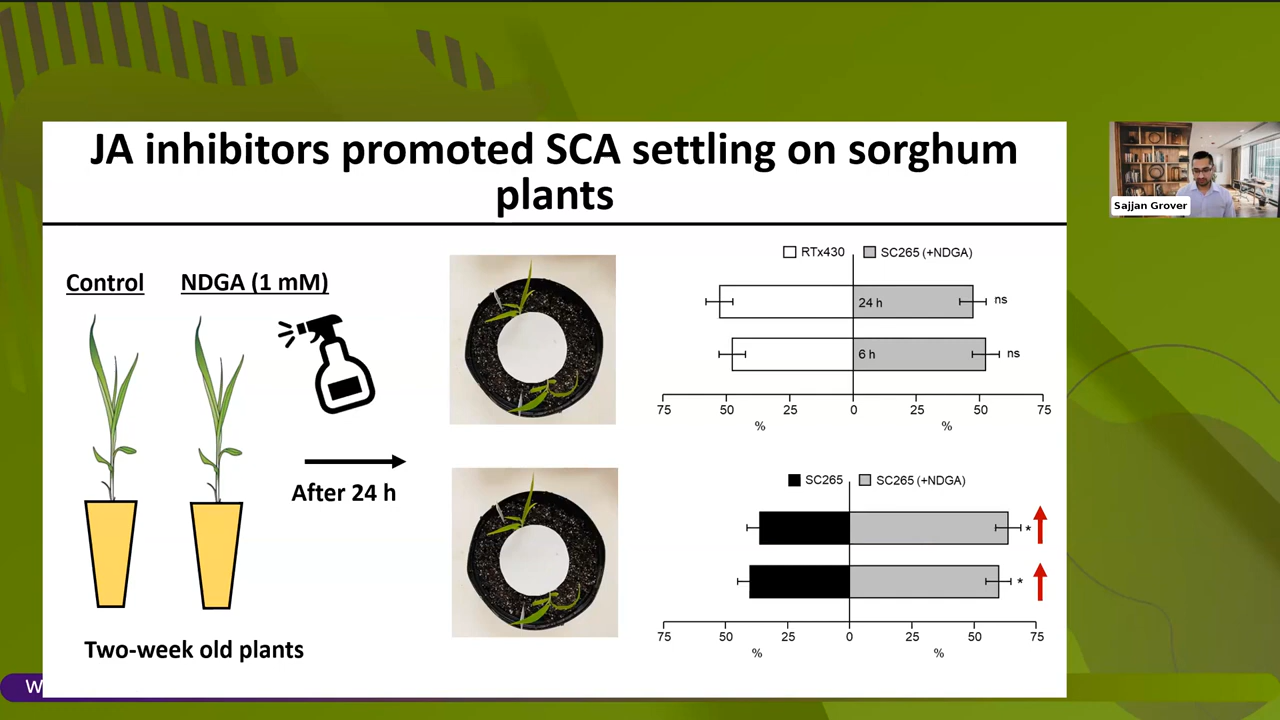 JA inhibitors promoted SCA settling on sorghum
plants
Sajjan Grover
Control
NDGA (1 mM)
After 24 h
Two-week old plants
RTx430
SC265 (+NDGA)
24 h
ns
6 h
ns
75 50 25 0 25 50 75
% %
SC265
SC265 (+NDGA)
*
*
75 50 25 0 25 50 75
% %
W